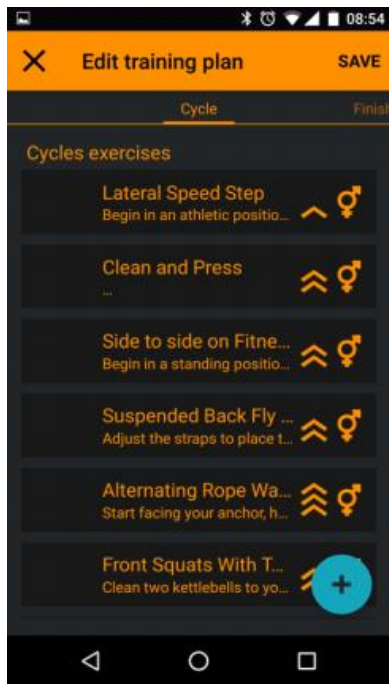 08:54
Edit training plan
SAVE
Cycle
Finish
Cycles exercises
Lateral Speed Step
Begin in an athletic positio...
Clean and Press
...
Side to side on Fitne...
Begin in a standing positio...
Suspended Back Fly ...
Adjust the straps to place t...
Alternating Rope Wa...
Start facing your anchor, h...
Front Squats With T...
Clean two kettlebells to yo...